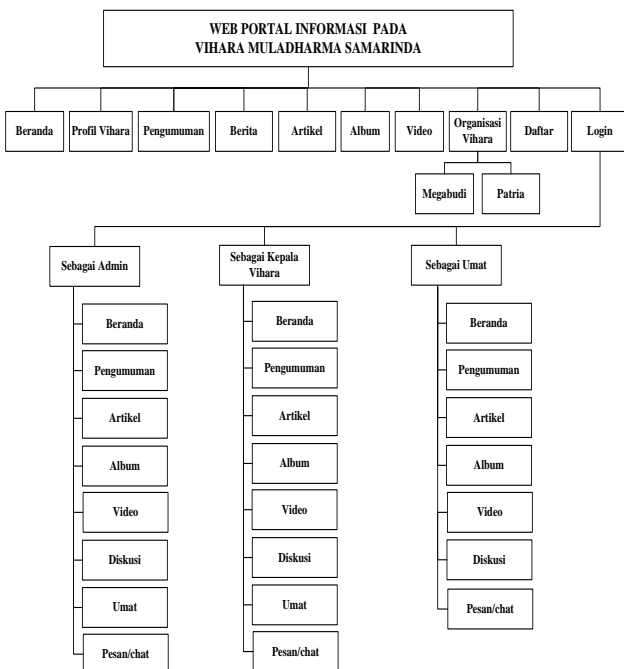 WEB PORTAL INFORMASI PADA
VIHARA MULADHARMA SAMARINDA
Beranda
Profil Vihara
Pengumuman
Berita
Artikel
Album
Video
Organisasi
Vihara
Daftar
Login
Megabudi
Patria
Sebagai Admin
Sebagai Kepala
Vihara
Sebagai Umat
Beranda
Pengumuman
Artikel
Album
Video
Diskusi
Umat
Pesan/chat
Beranda
Pengumuman
Artikel
Album
Video
Diskusi
Umat
Pesan/chat
Beranda
Pengumuman
Artikel
Album
Video
Diskusi
Pesan/chat